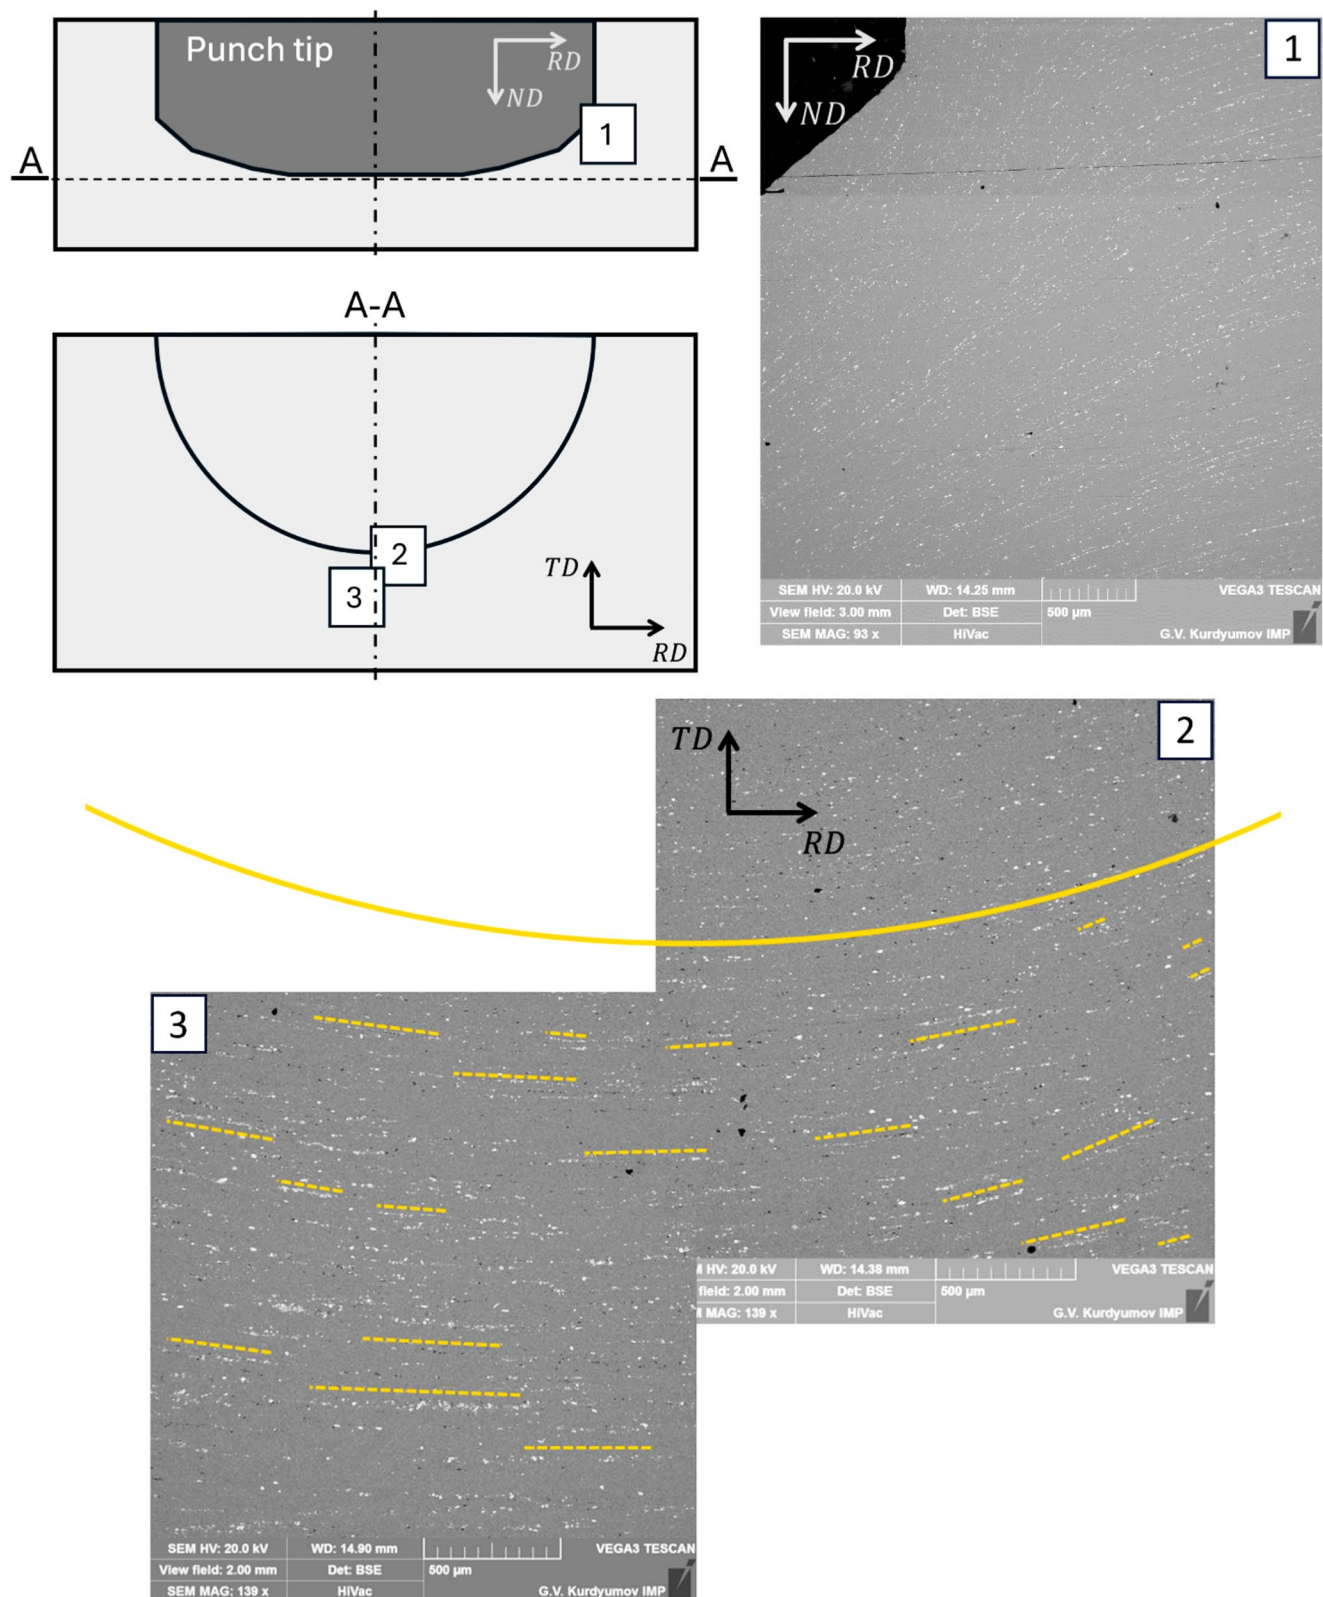 Punch tip
RD
ND
1
A
A
A-A
2
3
TD
RD
1
RD
ND
SEM HV: 20.0 kV
WD: 14.25 mm
VEGA3 TESCAN
View field: 3.00 mm
Det: BSE
500 µm
SEM MAG: 93 x
HiVac
G.V. Kurdyumov IMP
2
TD
RD
3
HV: 20.0 kV
WD: 14.38 mm
VEGA3 TESCAN
field: 2.00 mm
Det: BSE
500 µm
MAG: 139 x
HiVac
G.V. Kurdyumov IMP
SEM HV: 20.0 kV
WD: 14.90 mm
VEGA3 TESCAN
View field: 2.00 mm
Det: BSE
500 µm
SEM MAG: 139 x
HiVac
G.V. Kurdyumov IMP